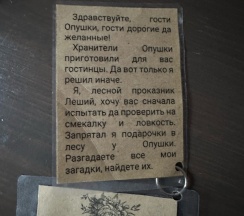 Здравствуйте, гости
Опушки, гости дорогие да
желанные!
Хранители Опушки
приготовили для вас
гостинцы. Да вот только я
решил иначе.
Я, лесной проказник
Леший, хочу вас сначала
испытать да проверить на
смекалку и ловкость.
Запрятал я подарочки в
лесу у Опушки.
Разгадаете все мои
загадки, найдете их.